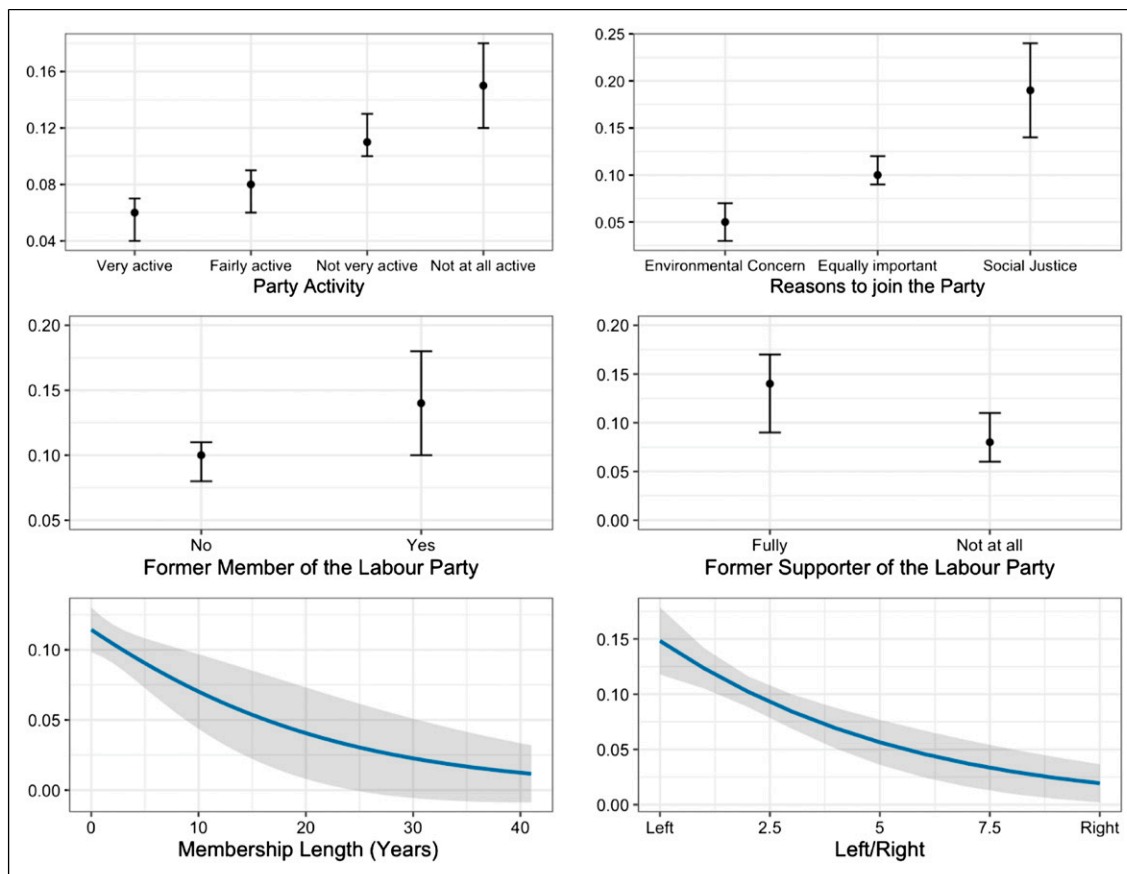 0.16
0.12
0.08
0.04
Very active Fairly active Not very active Not at all active
Party Activity
0.25
0.20
0.15
0.10
0.05
Environmental Concern Equally important Social Justice
Reasons to join the Party
0.20
0.15
0.10
0.05
No Yes
Former Member of the Labour Party
0.20
0.15
0.10
0.05
0.00
Fully Not at all
Former Supporter of the Labour Party
0.10
0.05
0.00
0 10 20 30 40
Membership Length (Years)
0.15
0.10
0.05
0.00
Left 2.5 5 7.5 Right
Left/Right